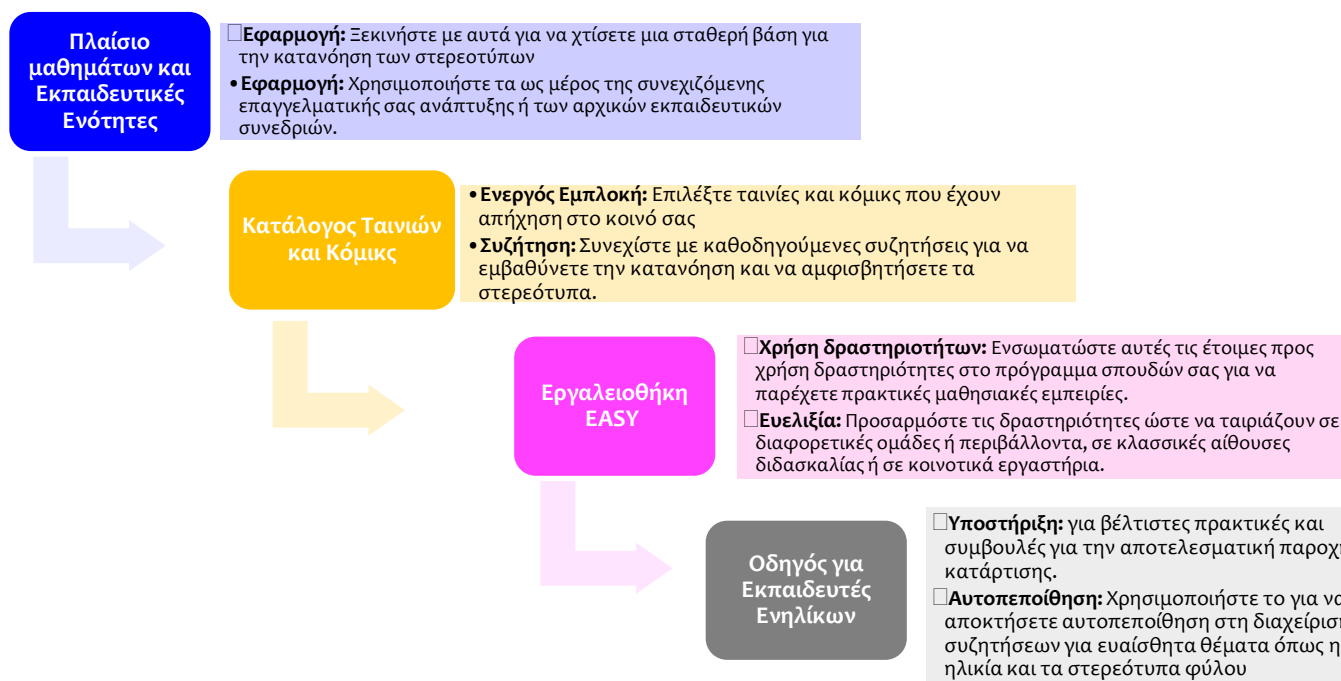 Πλαίσιο
μαθημάτων και
Εκπαιδευτικές
Ενότητες
Εφαρμογή: Ξεκινήστε με αυτά για να χτίσετε μια σταθερή βάση για
την κατανόηση των στερεοτύπων
•Εφαρμογή: Χρησιμοποιήστε τα ως μέρος της συνεχιζόμενης
επαγγελματικής σας ανάπτυξης ή των αρχικών εκπαιδευτικών
συνεδριών.
Κατάλογος Ταινιών
και Κόμικς
•Ενεργός Εμπλοκή: Επιλέξτε ταινίες και κόμικς που έχουν
απήχηση στο κοινό σας
•Συζήτηση: Συνεχίστε με καθοδηγούμενες συζητήσεις για να
εμβαθύνετε την κατανόηση και να αμφισβητήσετε τα
στερεότυπα.
Εργαλειοθήκη
EASY
Χρήση δραστηριοτήτων: Ενσωματώστε αυτές τις έτοιμες προς
χρήση δραστηριότητες στο πρόγραμμα σπουδών σας για να
παρέχετε πρακτικές μαθησιακές εμπειρίες.
Ευελιξία: Προσαρμόστε τις δραστηριότητες ώστε να ταιριάζουν σε
διαφορετικές ομάδες ή περιβάλλοντα, σε κλασσικές αίθουσες
διδασκαλίας ή σε κοινοτικά εργαστήρια.
Οδηγός για
Εκπαιδευτές
Ενηλίκων
Υποστήριξη: για βέλτιστες πρακτικές και
συμβουλές για την αποτελεσματική
κατάρτισης.
Αυτοπεποίθηση: Χρησιμοποιήστε το για
αποκτήσετε αυτοπεποίθηση στη
συζητήσεων για ευαίσθητα θέματα όπως η
ηλικία και τα στερεότυπα φύλου